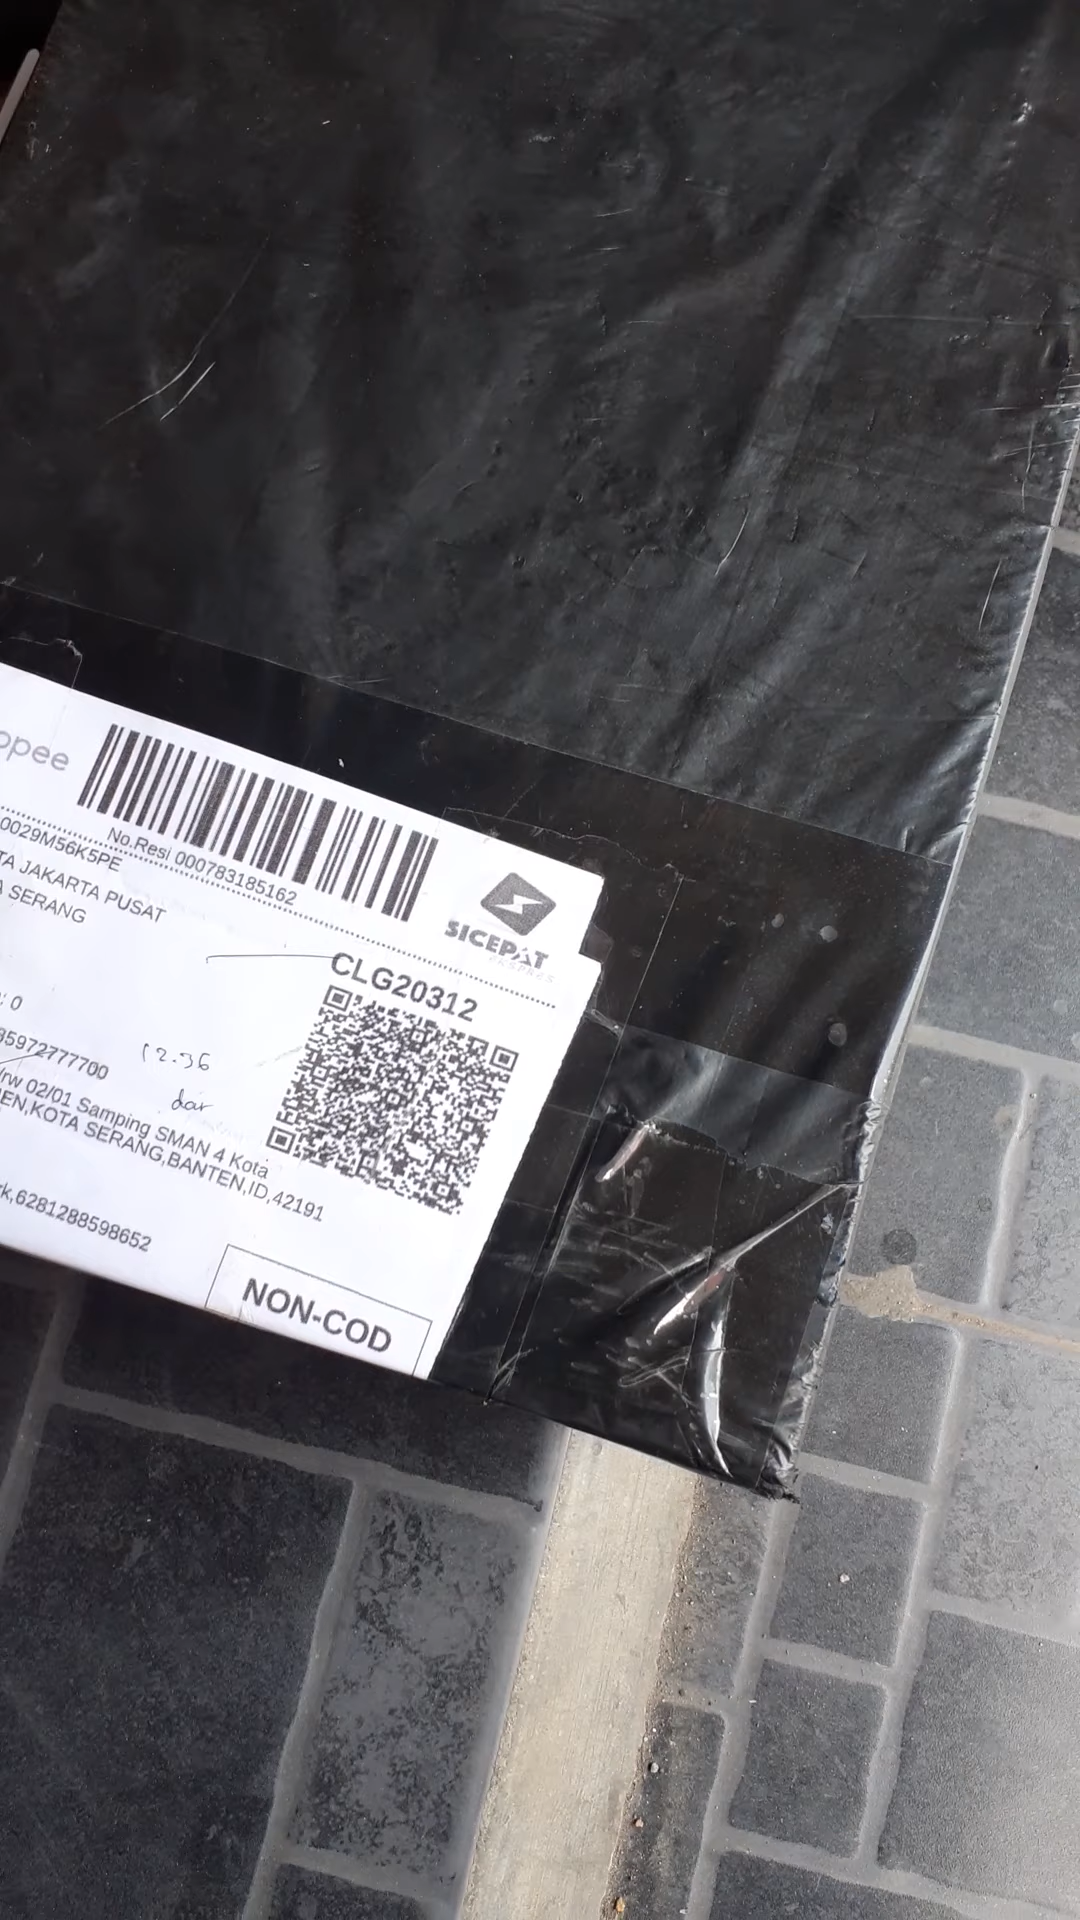 opee
No.Resi 000783185162
0029M56K5PE
TA JAKARTA PUSAT
A SERANG
SICEPAT
EKSPRES
CLG20312
: 0
85972777700
12.36
dar
/rw 02/01 Samping SMAN 4 Kota
EN,KOTA SERANG,BANTEN,ID,42191
rk,6281288598652
NON-COD